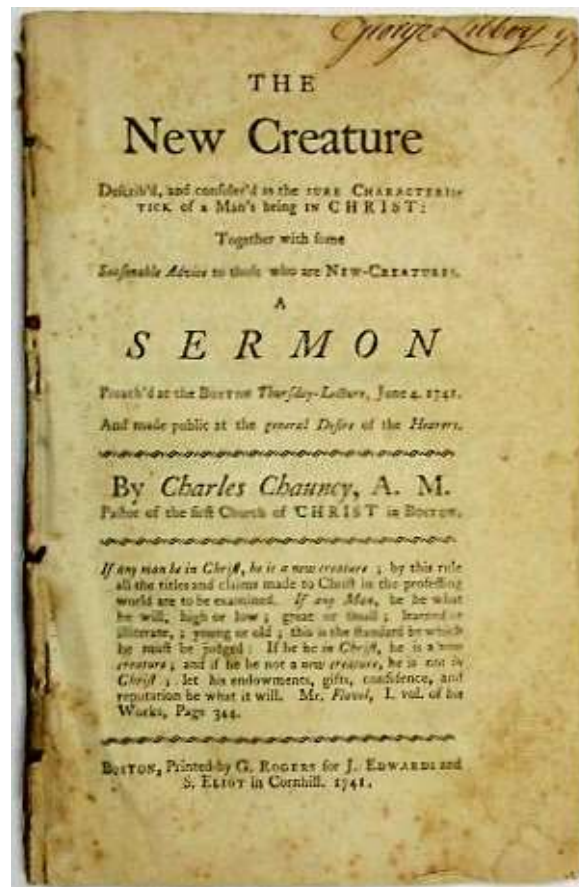 George
THE
New Creature
Describ'd, and consider'd as the SURE CHARACTERIS-
TICK of a Man's being IN CHRIST:
Together with some
Seasonable Advice to those who are NEW-CREATURES.
A
SERMON
Preach'd at the BOSTON Thursday-Lecture, June 4. 1741.
And made public at the general Desire of the Hearers.
By Charles Chauncy, A. M.
Pastor of the first Church of CHRIST in BOSTON.
If any man be in Christ, he is a new creature; by this rule
all the titles and claims made to Christ in the professing
world are to be examined. If any Man, be he what
he will, high or low; great or small; learned or
illiterate,; young or old; this is the standard by which
he must be judged: If he be in Christ, he is a new
creature; and if he be not a new creature, he is not in
Christ; let his endowments, gifts, confidence, and
reputation be what it will. Mr. Flavel, I. vol. of his
Works, Page 344.
BOSTON, Printed by G. ROGERS for J. EDWARDS and
S. ELIOT in Cornhill. 1741.